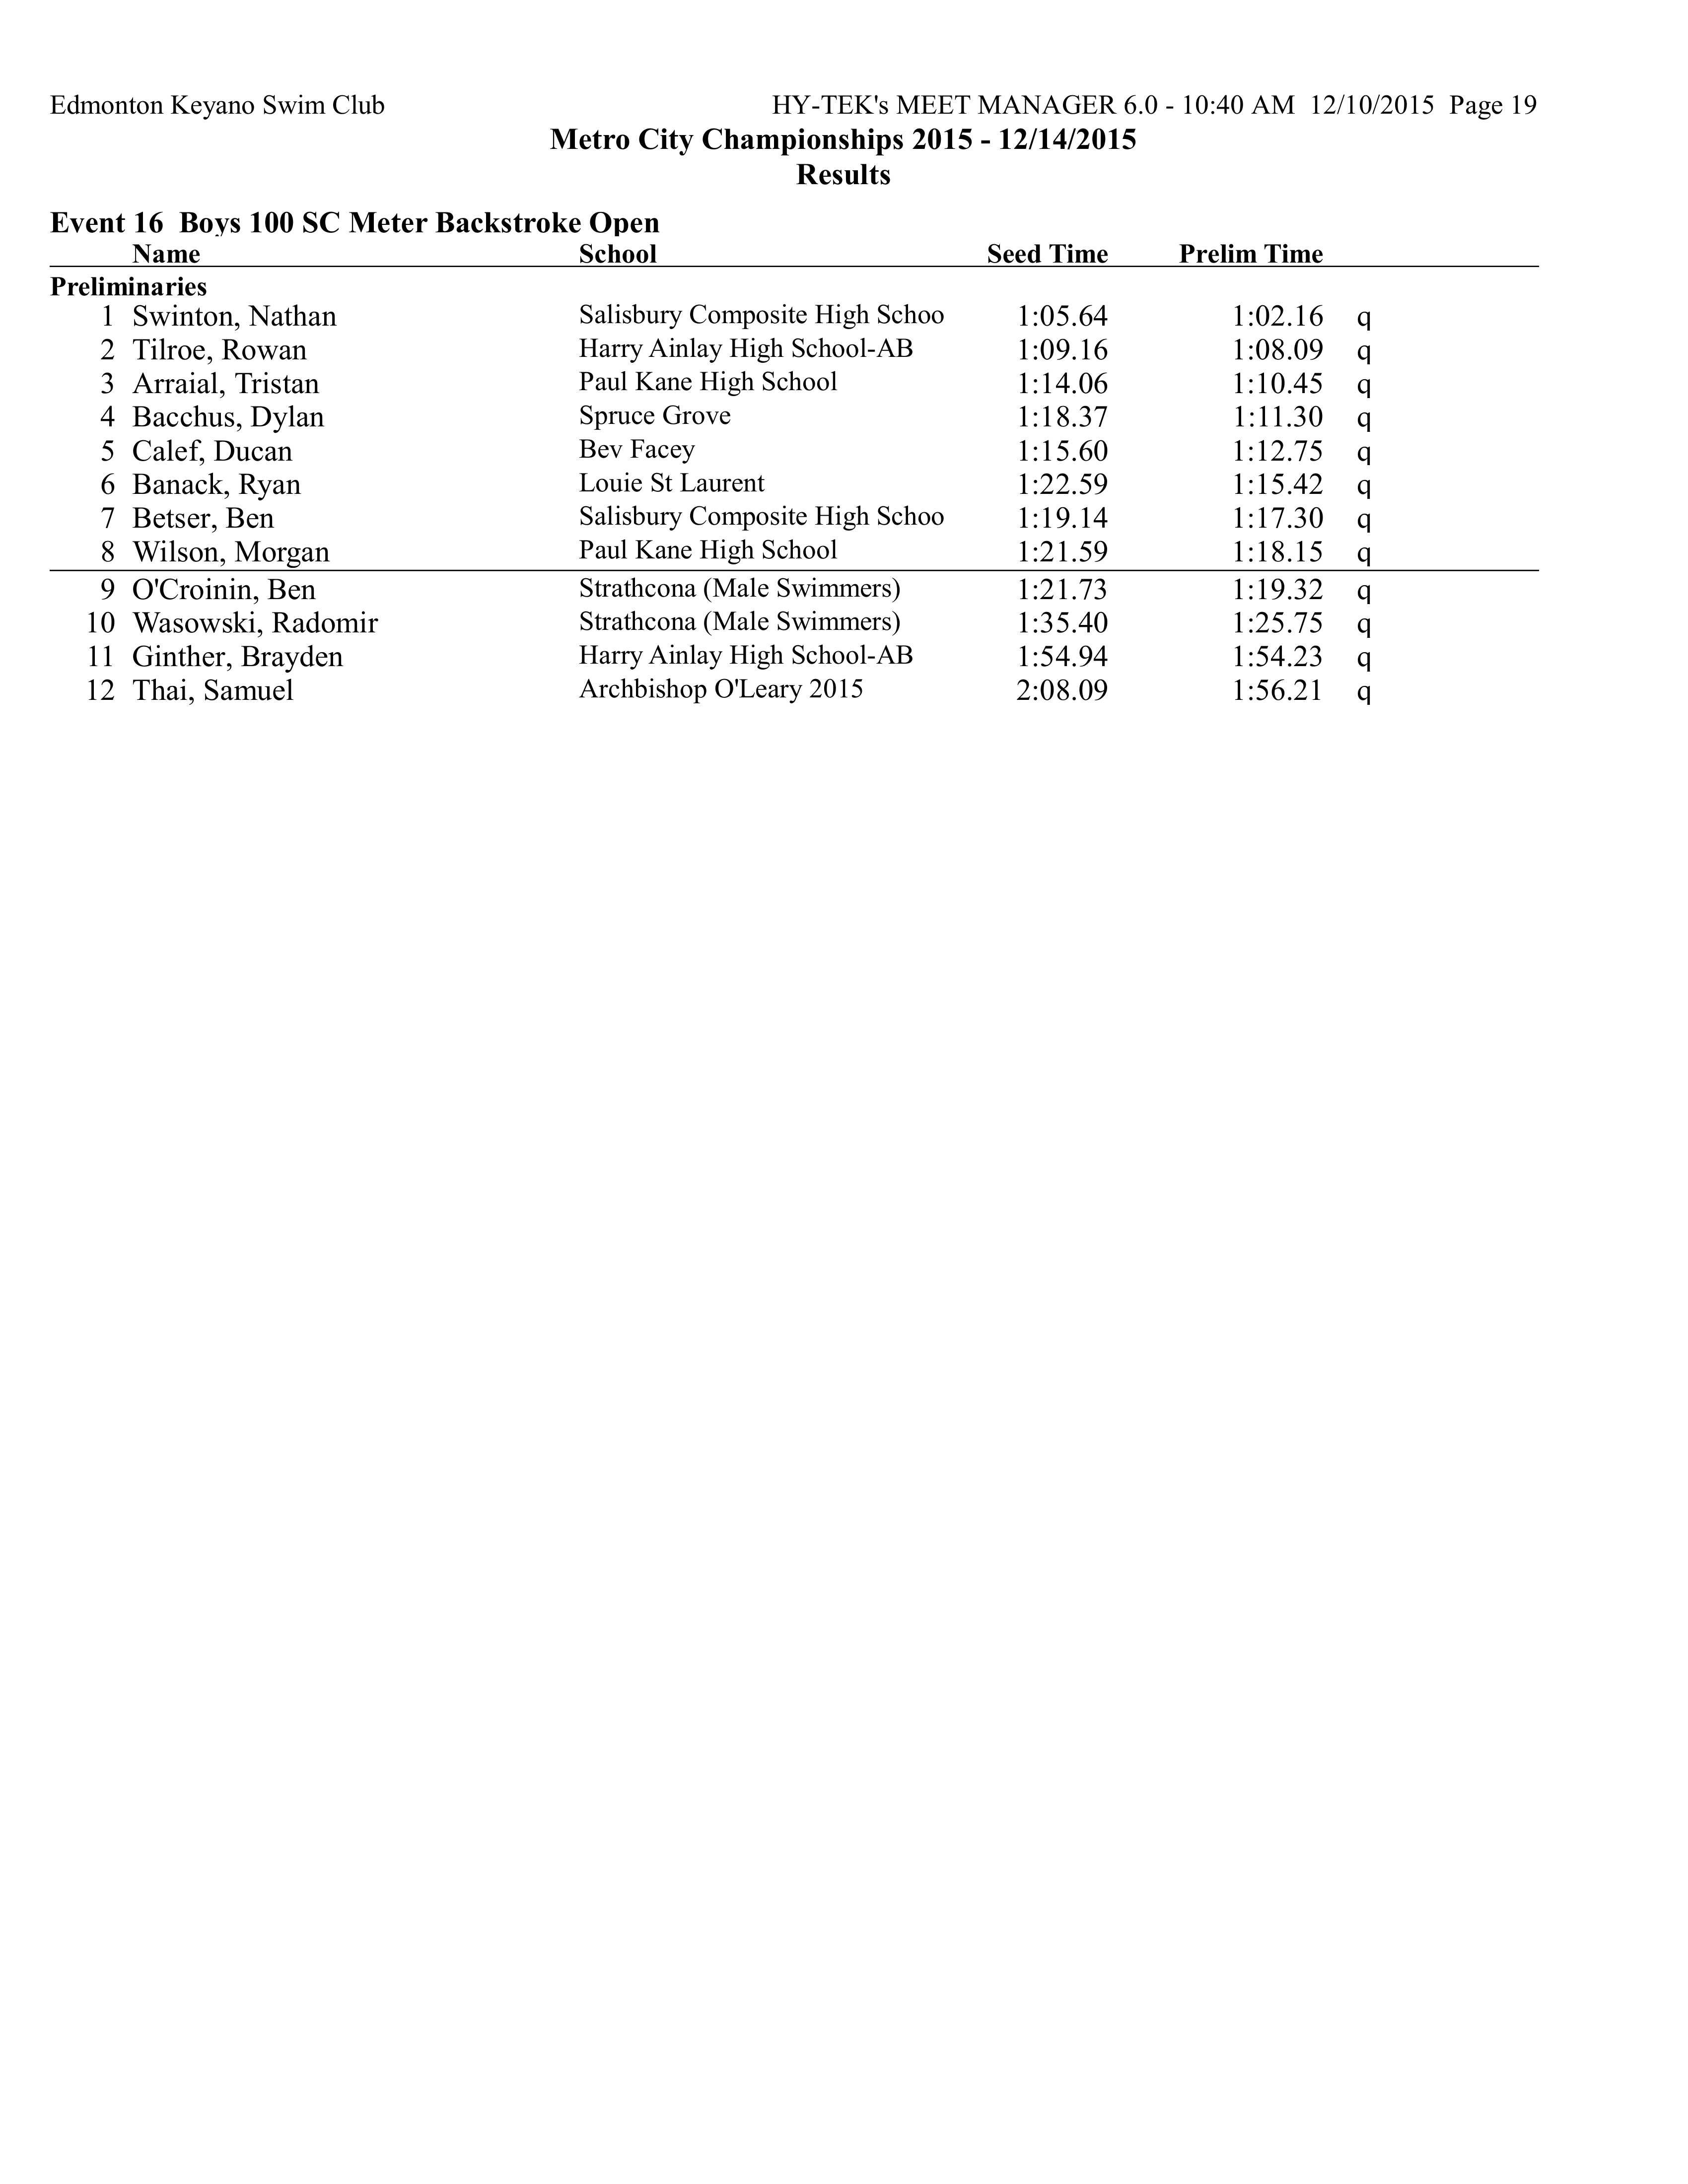 Edmonton Keyano Swim Club HY-TEK's MEET MANAGER 6.0 - 10:40 AM 12/10/2015 Page 19
Metro City Championships 2015 - 12/14/2015
Results
Event 16 Boys 100 SC Meter Backstroke Open
Name School Seed Time Prelim Time
Preliminaries
1 Swinton, Nathan Salisbury Composite High Schoo 1:05.64 1:02.16 q
2 Tilroe, Rowan Harry Ainlay High School-AB 1:09.16 1:08.09 q
3 Arraial, Tristan Paul Kane High School 1:14.06 1:10.45 q
4 Bacchus, Dylan Spruce Grove 1:18.37 1:11.30 q
5 Calef, Ducan Bev Facey 1:15.60 1:12.75 q
6 Banack, Ryan Louie St Laurent 1:22.59 1:15.42 q
7 Betser, Ben Salisbury Composite High Schoo 1:19.14 1:17.30 q
8 Wilson, Morgan Paul Kane High School 1:21.59 1:18.15 q
9 O'Croinin, Ben Strathcona (Male Swimmers) 1:21.73 1:19.32 q
10 Wasowski, Radomir Strathcona (Male Swimmers) 1:35.40 1:25.75 q
11 Ginther, Brayden Harry Ainlay High School-AB 1:54.94 1:54.23 q
12 Thai, Samuel Archbishop O'Leary 2015 2:08.09 1:56.21 q